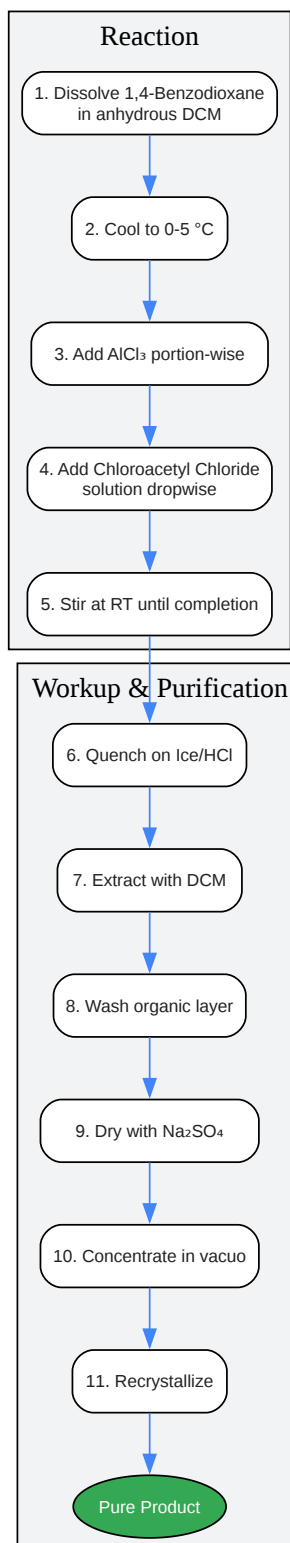 Reaction
1. Dissolve 1,4-Benzodioxane
in anhydrous DCM
2. Cool to 0-5 °C
3. Add AlCl₃ portion-wise
4. Add Chloroacetyl Chloride
solution dropwise
5. Stir at RT until completion
Workup & Purification
6. Quench on Ice/HCl
7. Extract with DCM
8. Wash organic layer
9. Dry with Na₂SO₄
10. Concentrate in vacuo
11. Recrystallize
Pure Product